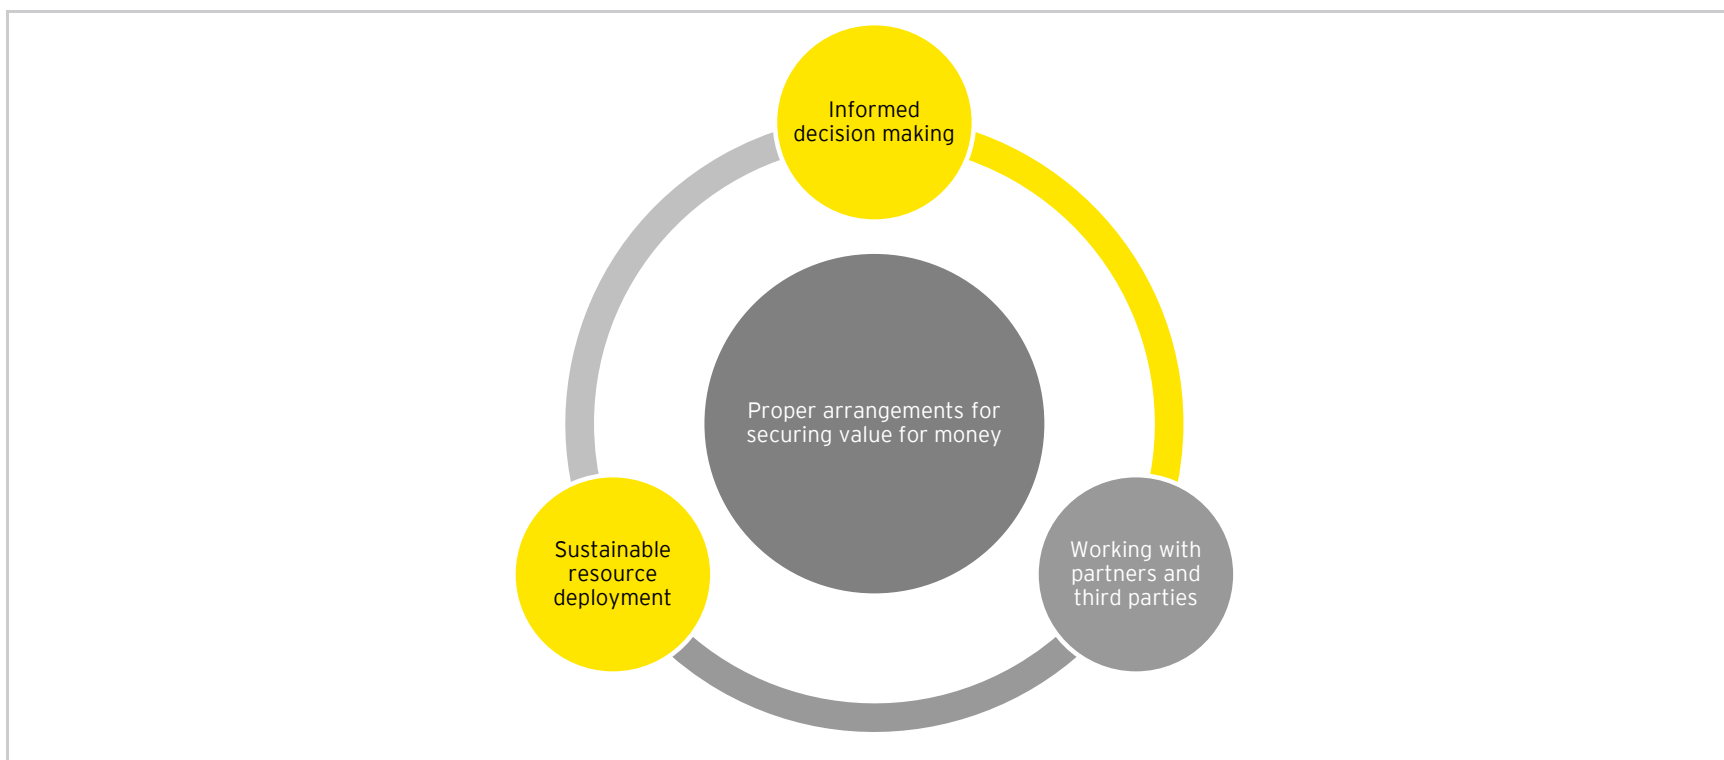 Informed
decision making
Proper arrangements for
securing value for money
Sustainable
resource
deployment
Working with
partners and
third parties